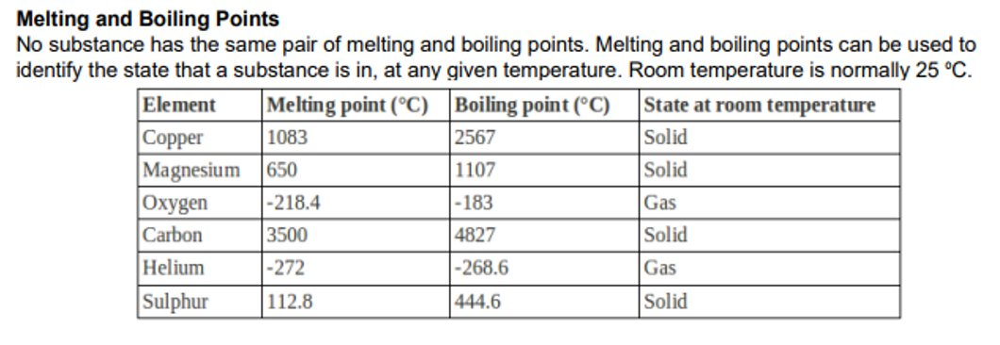 Melting and Boiling Points
No substance has the same pair of melting and boiling points. Melting and boiling points can be used to
identify the state that a substance is in, at any given temperature. Room temperature is normally 25 ºC.
Element Melting point (°C) Boiling point (°C) State at room temperature
Copper 1083 2567 Solid
Magnesium 650 1107 Solid
Oxygen -218.4 -183 Gas
Carbon 3500 4827 Solid
Helium -272 -268.6 Gas
Sulphur 112.8 444.6 Solid